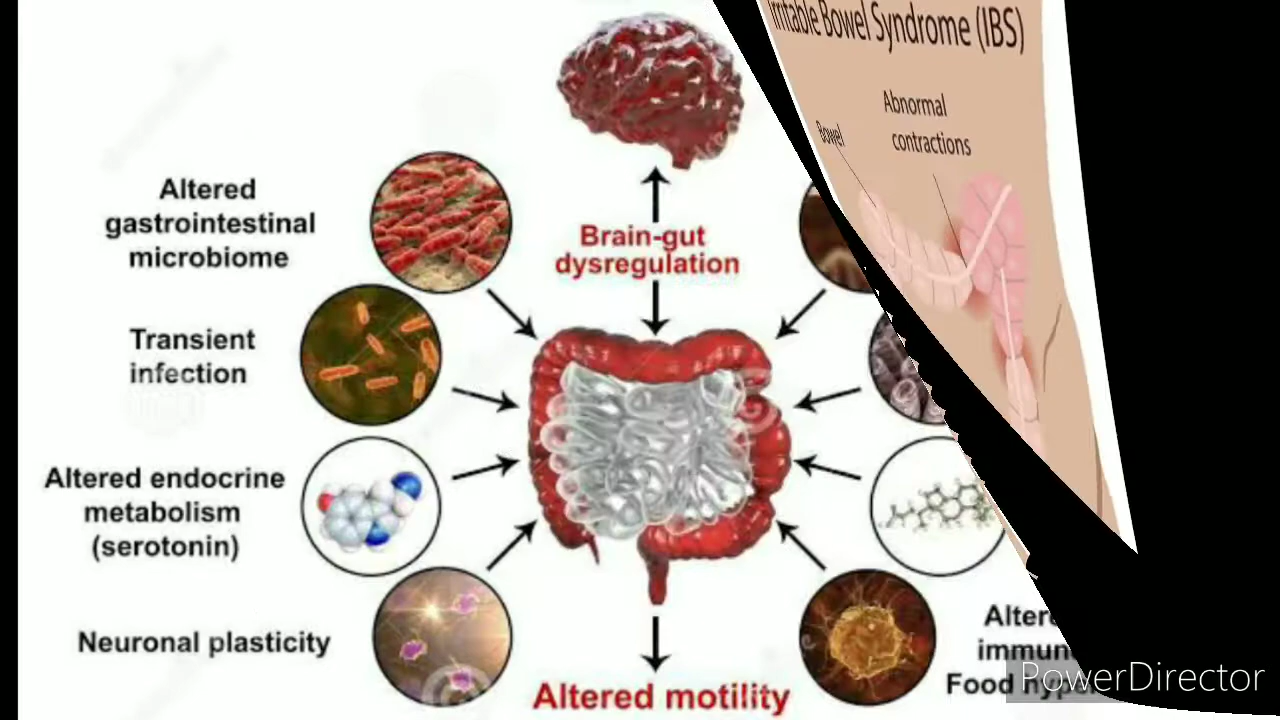 Irritable Bowel Syndrome (IBS)
Abnormal
contractions
Bowel
Altered
gastrointestinal
microbiome
Brain-gut
dysregulation
Transient
infection
Altered endocrine
metabolism
(serotonin)
Neuronal plasticity
Altered motility
Food
PowerDirector